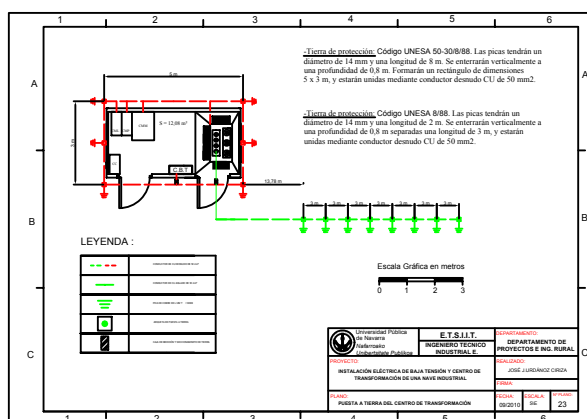 1 2 3 4 5 6
-Tierra de protección: Código UNESA 50-30/8/88. Las picas tendrán un
diámetro de 14 mm y una longitud de 8 m. Se enterrarán verticalmente a
una profundidad de 0,8 m. Formarán un rectángulo de dimensiones
5 x 3 m, y estarán unidas mediante conductor desnudo CU de 50 mm2.
-Tierra de protección: Código UNESA 8/88. Las picas tendrán un
diámetro de 14 mm y una longitud de 2 m. Se enterrarán verticalmente a
una profundidad de 0,8 m separadas una longitud de 3 m, y estarán
unidas mediante conductor desnudo CU de 50 mm2.
A A
5 m
3 m
S = 12,08 m²
C.B.T
13.78 m
3 m 3 m 3 m 3 m 3 m 3 m 3 m
B B
LEYENDA :
Escala Gráfica en metros
0 1 2 3
C C
Universidad Pública
de Navarra
Nafarroako
Unibertsitate Publikoa
E.T.S.I.I.T.
INGENIERO TECNICO
INDUSTRIAL E.
DEPARTAMENTO:
DEPARTAMENTO DE
PROYECTOS E ING. RURAL
PROYECTO:
INSTALACIÓN ELÉCTRICA DE BAJA TENSIÓN Y CENTRO DE
TRANSFORMACIÓN DE UNA NAVE INDUSTRIAL
REALIZADO:
JOSÉ J.URDÁNOZ CIRIZA
FIRMA:
PLANO:
PUESTA A TIERRA DEL CENTRO DE TRANSFORMACIÓN
FECHA:
09/2010
ESCALA:
S/E
Nº PLANO:
23
1 2 3 4 5 6